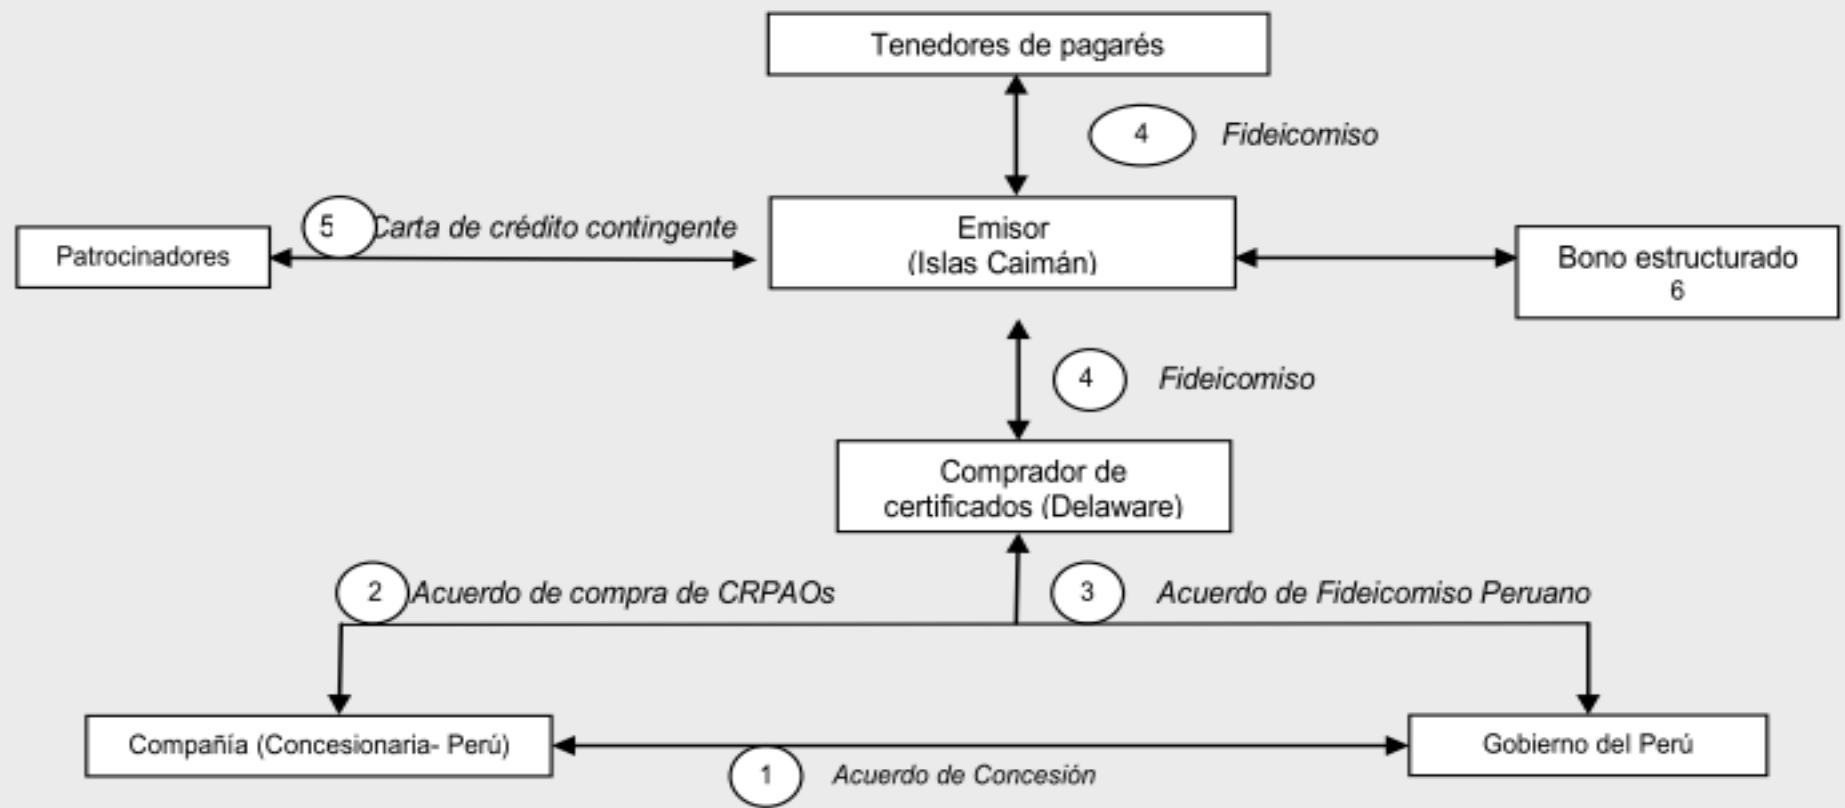 Tenedores de pagarés
4 Fideicomiso
5 Carta de crédito contingente
Patrocinadores
Emisor
(Islas Caimán)
Bono estructurado
6
4 Fideicomiso
Comprador de
certificados (Delaware)
2 Acuerdo de compra de CRPAOs
3 Acuerdo de Fideicomiso Peruano
Compañía (Concesionaria- Perú)
Gobierno del Perú
1 Acuerdo de Concesión